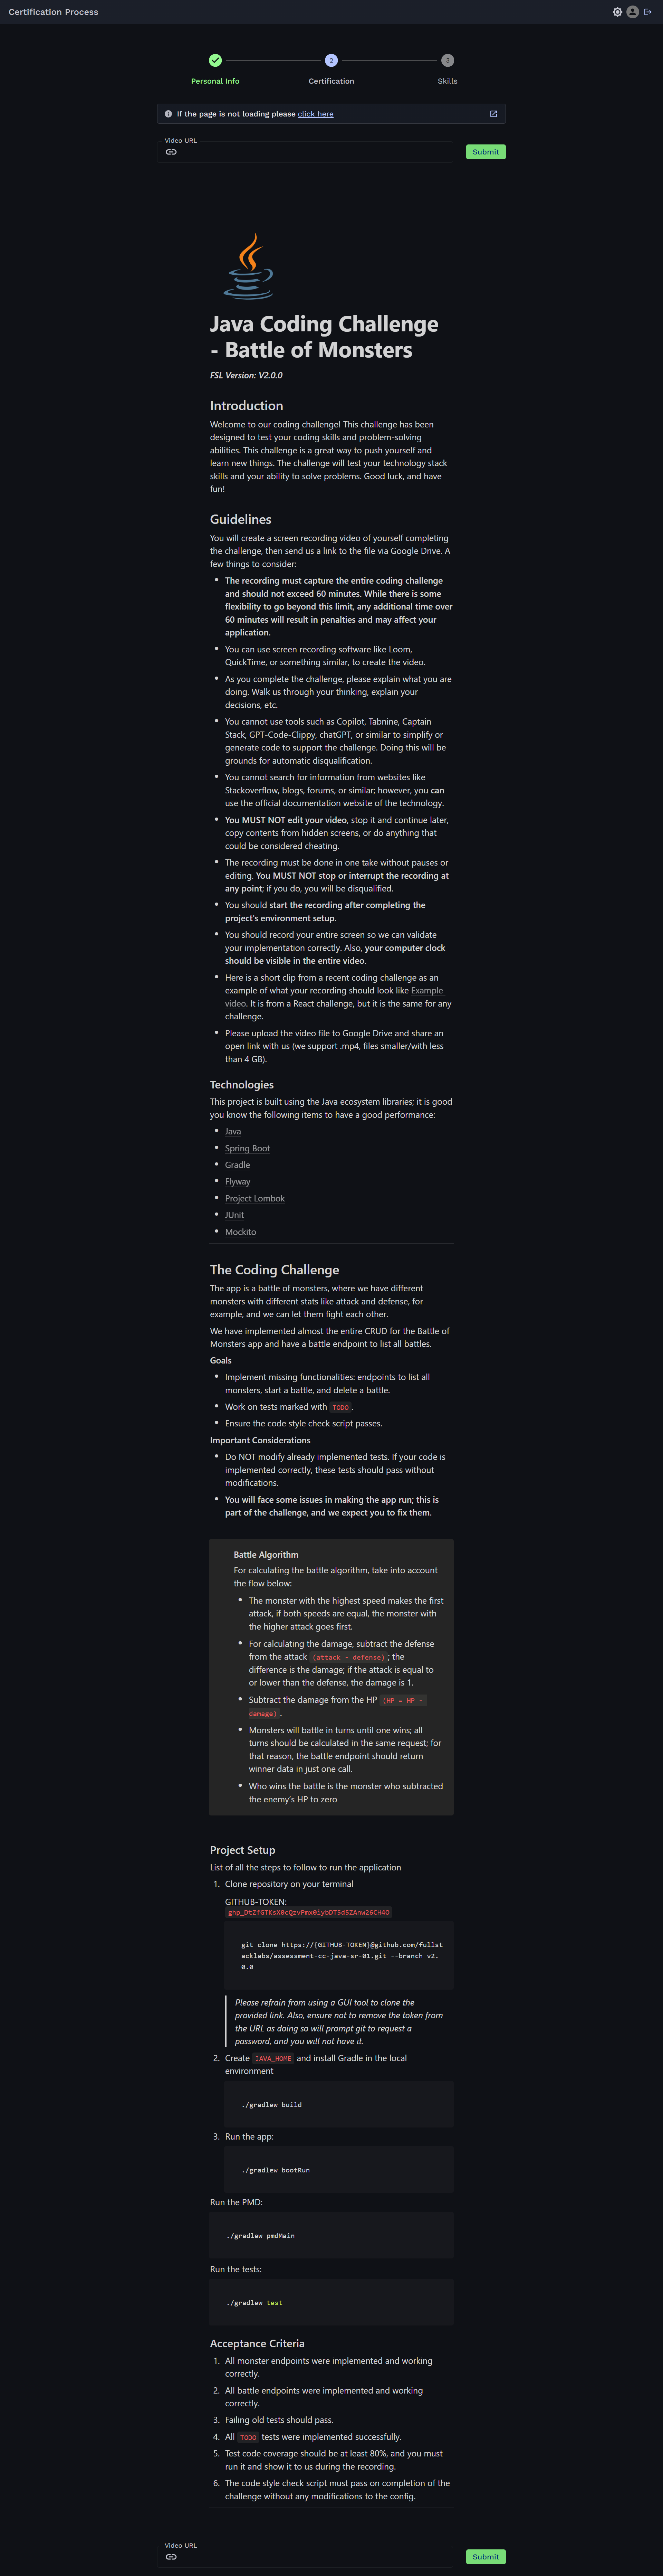 Certification Process
2
3
Personal Info
Certification
Skills
If the page is not loading please click here
Video URL
Submit
Java Coding Challenge
- Battle of Monsters
FSL Version: V2.0.0
Introduction
Welcome to our coding challenge! This challenge has been
designed to test your coding skills and problem-solving
abilities. This challenge is a great way to push yourself and
learn new things. The challenge will test your technology stack
skills and your ability to solve problems. Good luck, and have
fun!
Guidelines
You will create a screen recording video of yourself completing
the challenge, then send us a link to the file via Google Drive. A
few things to consider:
The recording must capture the entire coding challenge
and should not exceed 60 minutes. While there is some
flexibility to go beyond this limit, any additional time over
60 minutes will result in penalties and may affect your
application.
You can use screen recording software like Loom,
QuickTime, or something similar, to create the video.
As you complete the challenge, please explain what you are
doing. Walk us through your thinking, explain your
decisions, etc.
You cannot use tools such as Copilot, Tabnine, Captain
Stack, GPT-Code-Clippy, chatGPT, or similar to simplify or
generate code to support the challenge. Doing this will be
grounds for automatic disqualification.
You cannot search for information from websites like
Stackoverflow, blogs, forums, or similar; however, you can
use the official documentation website of the technology.
You MUST NOT edit your video, stop it and continue later,
copy contents from hidden screens, or do anything that
could be considered cheating.
The recording must be done in one take without pauses or
editing. You MUST NOT stop or interrupt the recording at
any point; if you do, you will be disqualified.
You should start the recording after completing the
project's environment setup.
You should record your entire screen so we can validate
your implementation correctly. Also, your computer clock
should be visible in the entire video.
Here is a short clip from a recent coding challenge as an
example of what your recording should look like Example
video. It is from a React challenge, but it is the same for any
challenge.
Please upload the video file to Google Drive and share an
open link with us (we support .mp4, files smaller/with less
than 4 GB).
Technologies
This project is built using the Java ecosystem libraries; it is good
you know the following items to have a good performance:
Java
Spring Boot
Gradle
Flyway
Project Lombok
JUnit
Mockito
The Coding Challenge
The app is a battle of monsters, where we have different
monsters with different stats like attack and defense, for
example, and we can let them fight each other.
We have implemented almost the entire CRUD for the Battle of
Monsters app and have a battle endpoint to list all battles.
Goals
Implement missing functionalities: endpoints to list all
monsters, start a battle, and delete a battle.
Work on tests marked with TODO.
Ensure the code style check script passes.
Important Considerations
Do NOT modify already implemented tests. If your code is
implemented correctly, these tests should pass without
modifications.
You will face some issues in making the app run; this is
part of the challenge, and we expect you to fix them.
Battle Algorithm
For calculating the battle algorithm, take into account
the flow below:
The monster with the highest speed makes the first
attack, if both speeds are equal, the monster with
the higher attack goes first.
For calculating the damage, subtract the defense
from the attack (attack - defense); the
difference is the damage; if the attack is equal to
or lower than the defense, the damage is 1.
Subtract the damage from the HP (HP = HP -
damage).
Monsters will battle in turns until one wins; all
turns should be calculated in the same request; for
that reason, the battle endpoint should return
winner data in just one call.
Who wins the battle is the monster who subtracted
the enemy's HP to zero
Project Setup
List of all the steps to follow to run the application
1. Clone repository on your terminal
GITHUB-TOKEN:
git clone https://{GITHUB-TOKEN}@github.com/fullst
acklabs/assessment-cc-java-sr-01.git --branch v2.
0.0
Please refrain from using a GUI tool to clone the
provided link. Also, ensure not to remove the token from
the URL as doing so will prompt git to request a
password, and you will not have it.
2. Create JAVA_HOME and install Gradle in the local
environment
./gradlew build
3. Run the app:
./gradlew bootRun
Run the PMD:
./gradlew pmdMain
Run the tests:
./gradlew test
Acceptance Criteria
1. All monster endpoints were implemented and working
correctly.
2. All battle endpoints were implemented and working
correctly.
3. Failing old tests should pass.
4. All TODO tests were implemented successfully.
5. Test code coverage should be at least 80%, and you must
run it and show it to us during the recording.
6. The code style check script must pass on completion of the
challenge without any modifications to the config.
Video URL
Submit